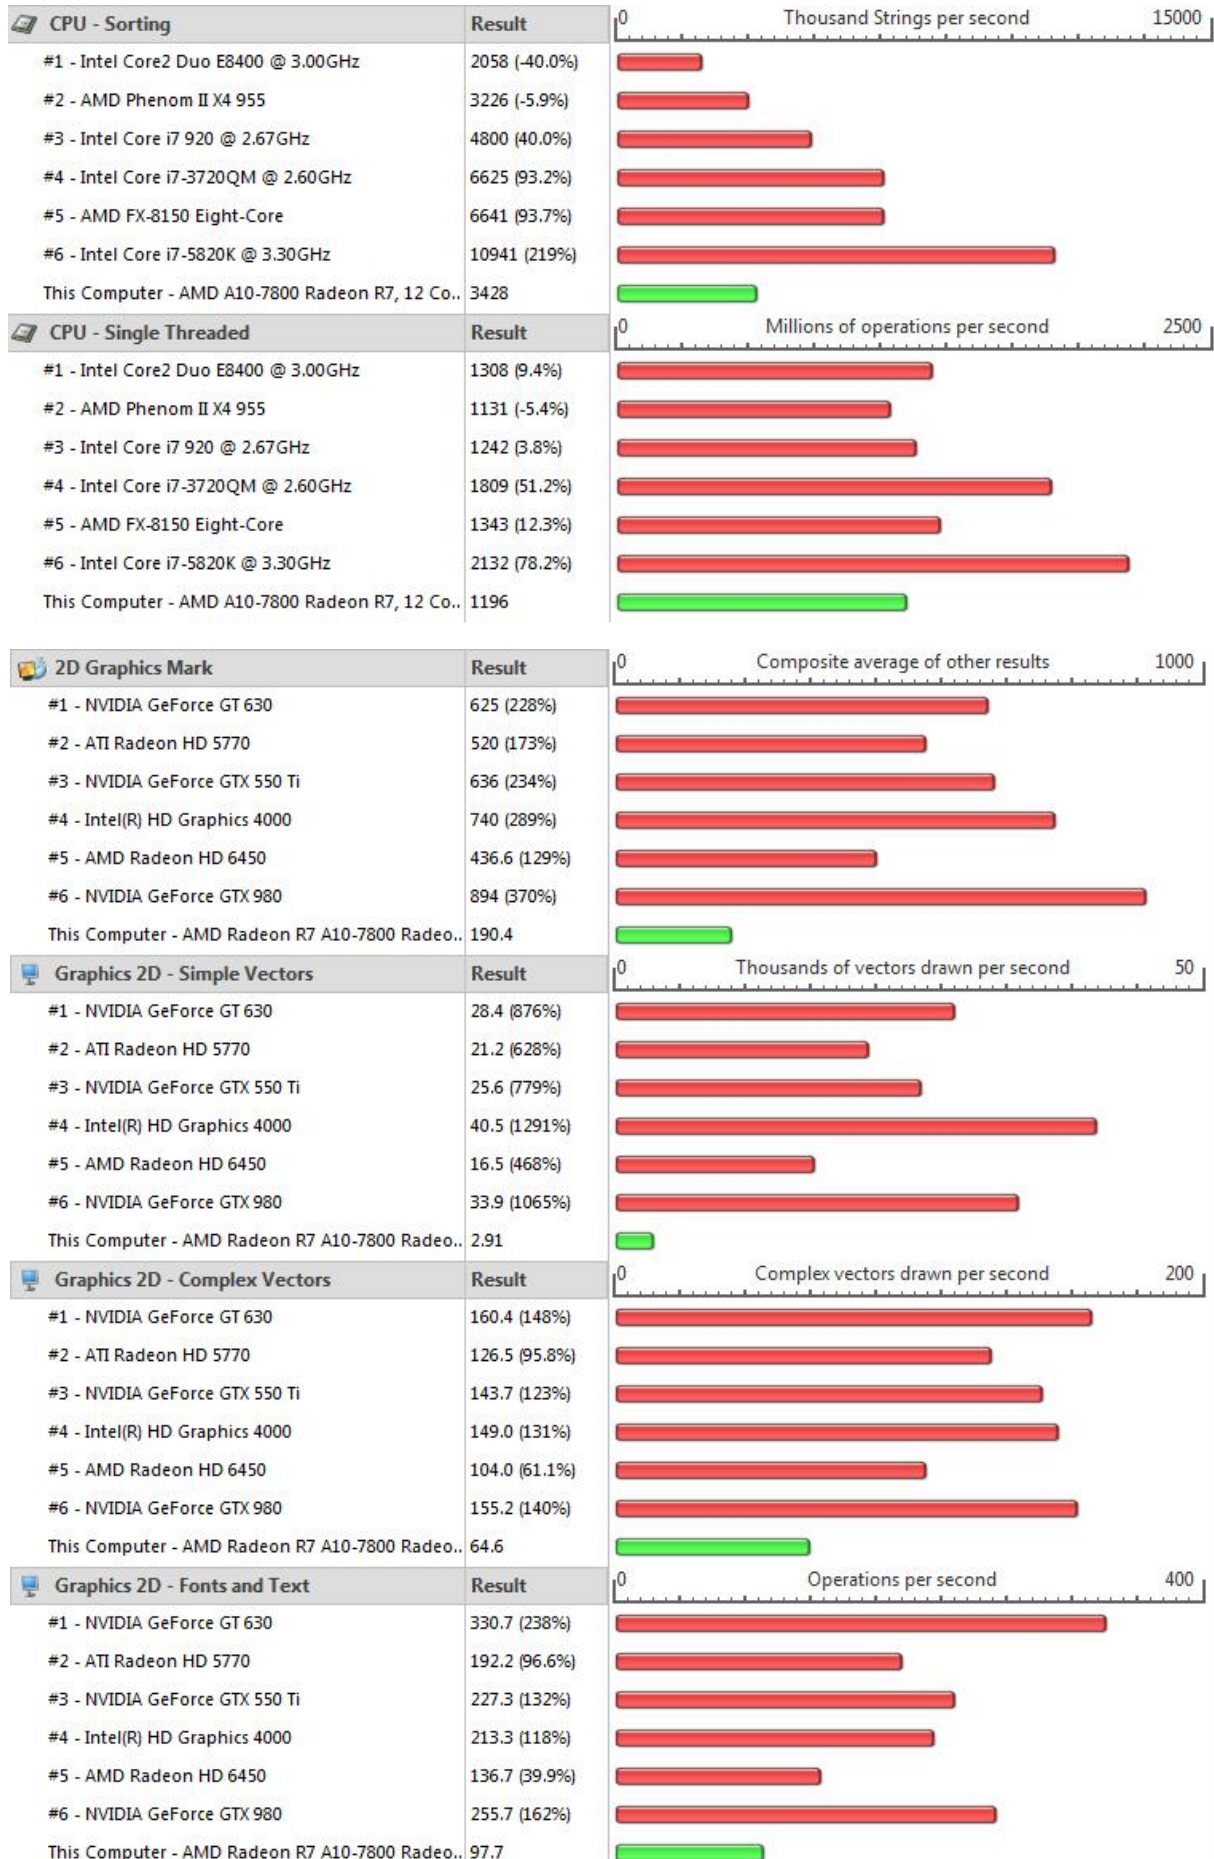 CPU - Sorting Result 0 Thousand Strings per second 15000
#1 - Intel Core2 Duo E8400 @ 3.00GHz 2058 (-40.0%)
#2 - AMD Phenom II X4 955 3226 (-5.9%)
#3 - Intel Core i7 920 @ 2.67GHz 4800 (40.0%)
#4 - Intel Core i7-3720QM @ 2.60GHz 6625 (93.2%)
#5 - AMD FX-8150 Eight-Core 6641 (93.7%)
#6 - Intel Core i7-5820K @ 3.30GHz 10941 (219%)
This Computer - AMD A10-7800 Radeon R7, 12 Co.. 3428
CPU - Single Threaded Result 0 Millions of operations per second 2500
#1 - Intel Core2 Duo E8400 @ 3.00GHz 1308 (9.4%)
#2 - AMD Phenom II X4 955 1131 (-5.4%)
#3 - Intel Core i7 920 @ 2.67GHz 1242 (3.8%)
#4 - Intel Core i7-3720QM @ 2.60GHz 1809 (51.2%)
#5 - AMD FX-8150 Eight-Core 1343 (12.3%)
#6 - Intel Core i7-5820K @ 3.30GHz 2132 (78.2%)
This Computer - AMD A10-7800 Radeon R7, 12 Co.. 1196
2D Graphics Mark Result 0 Composite average of other results 1000
#1 - NVIDIA GeForce GT 630 625 (228%)
#2 - ATI Radeon HD 5770 520 (173%)
#3 - NVIDIA GeForce GTX 550 Ti 636 (234%)
#4 - Intel(R) HD Graphics 4000 740 (289%)
#5 - AMD Radeon HD 6450 436.6 (129%)
#6 - NVIDIA GeForce GTX 980 894 (370%)
This Computer - AMD Radeon R7 A10-7800 Radeo.. 190.4
Graphics 2D - Simple Vectors Result 0 Thousands of vectors drawn per second 50
#1 - NVIDIA GeForce GT 630 28.4 (876%)
#2 - ATI Radeon HD 5770 21.2 (628%)
#3 - NVIDIA GeForce GTX 550 Ti 25.6 (779%)
#4 - Intel(R) HD Graphics 4000 40.5 (1291%)
#5 - AMD Radeon HD 6450 16.5 (468%)
#6 - NVIDIA GeForce GTX 980 33.9 (1065%)
This Computer - AMD Radeon R7 A10-7800 Radeo.. 2.91
Graphics 2D - Complex Vectors Result 0 Complex vectors drawn per second 200
#1 - NVIDIA GeForce GT 630 160.4 (148%)
#2 - ATI Radeon HD 5770 126.5 (95.8%)
#3 - NVIDIA GeForce GTX 550 Ti 143.7 (123%)
#4 - Intel(R) HD Graphics 4000 149.0 (131%)
#5 - AMD Radeon HD 6450 104.0 (61.1%)
#6 - NVIDIA GeForce GTX 980 155.2 (140%)
This Computer - AMD Radeon R7 A10-7800 Radeo.. 64.6
Graphics 2D - Fonts and Text Result 0 Operations per second 400
#1 - NVIDIA GeForce GT 630 330.7 (238%)
#2 - ATI Radeon HD 5770 192.2 (96.6%)
#3 - NVIDIA GeForce GTX 550 Ti 227.3 (132%)
#4 - Intel(R) HD Graphics 4000 213.3 (118%)
#5 - AMD Radeon HD 6450 136.7 (39.9%)
#6 - NVIDIA GeForce GTX 980 255.7 (162%)
This Computer - AMD Radeon R7 A10-7800 Radeo.. 97.7